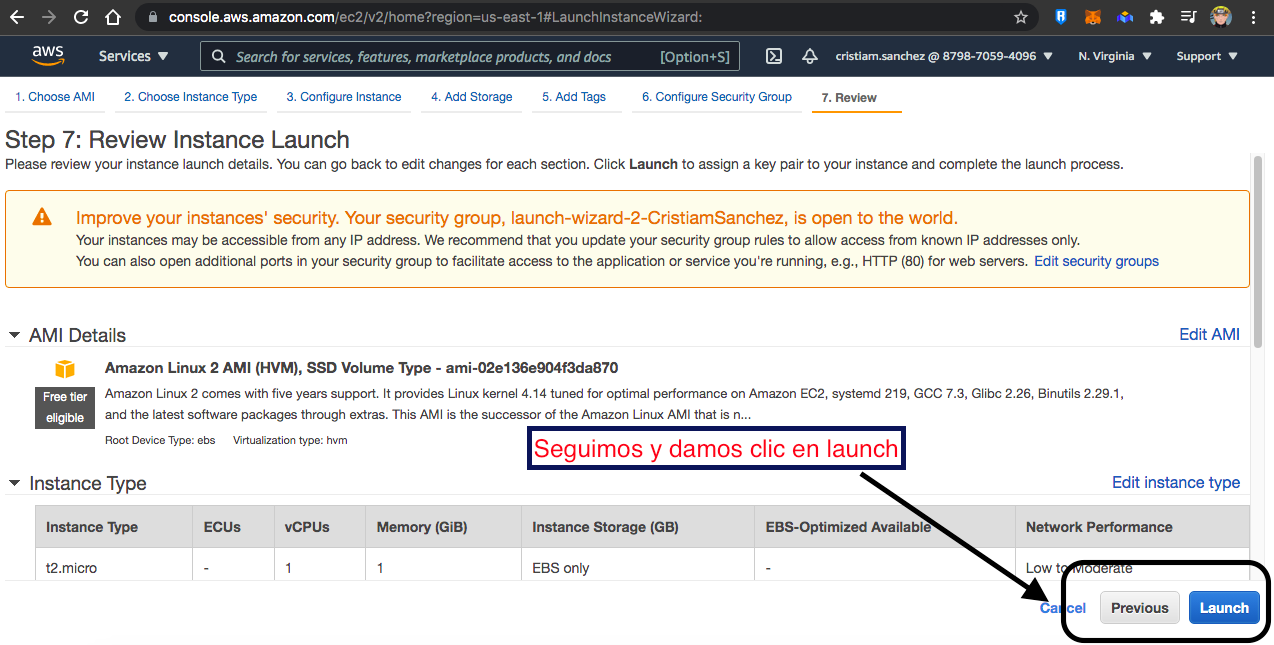 console.aws.amazon.com/ec2/v2/home?region=us-east-1#LaunchInstanceWizard:
aws Services Search for services, features, marketplace products, and docs [Option+S] cristiam.sanchez @ 8798-7059-4096 N. Virginia Support
1. Choose AMI 2. Choose Instance Type 3. Configure Instance 4. Add Storage 5. Add Tags 6. Configure Security Group 7. Review
Step 7: Review Instance Launch
Please review your instance launch details. You can go back to edit changes for each section. Click Launch to assign a key pair to your instance and complete the launch process.
Improve your instances' security. Your security group, launch-wizard-2-CristiamSanchez, is open to the world.
Your instances may be accessible from any IP address. We recommend that you update your security group rules to allow access from known IP addresses only.
You can also open additional ports in your security group to facilitate access to the application or service you're running, e.g., HTTP (80) for web servers. Edit security groups
AMI Details Edit AMI
Amazon Linux 2 AMI (HVM), SSD Volume Type - ami-02e136e904f3da870
Free tier
eligible
Amazon Linux 2 comes with five years support. It provides Linux kernel 4.14 tuned for optimal performance on Amazon EC2, systemd 219, GCC 7.3, Glibc 2.26, Binutils 2.29.1,
and the latest software packages through extras. This AMI is the successor of the Amazon Linux AMI that is n...
Root Device Type: ebs Virtualization type: hvm
Seguimos y damos clic en launch
Instance Type Edit instance type
Instance Type ECUs vCPUs Memory (GiB) Instance Storage (GB) EBS-Optimized Available Network Performance
t2.micro - 1 1 EBS only - Low to Moderate
Cancel Previous Launch